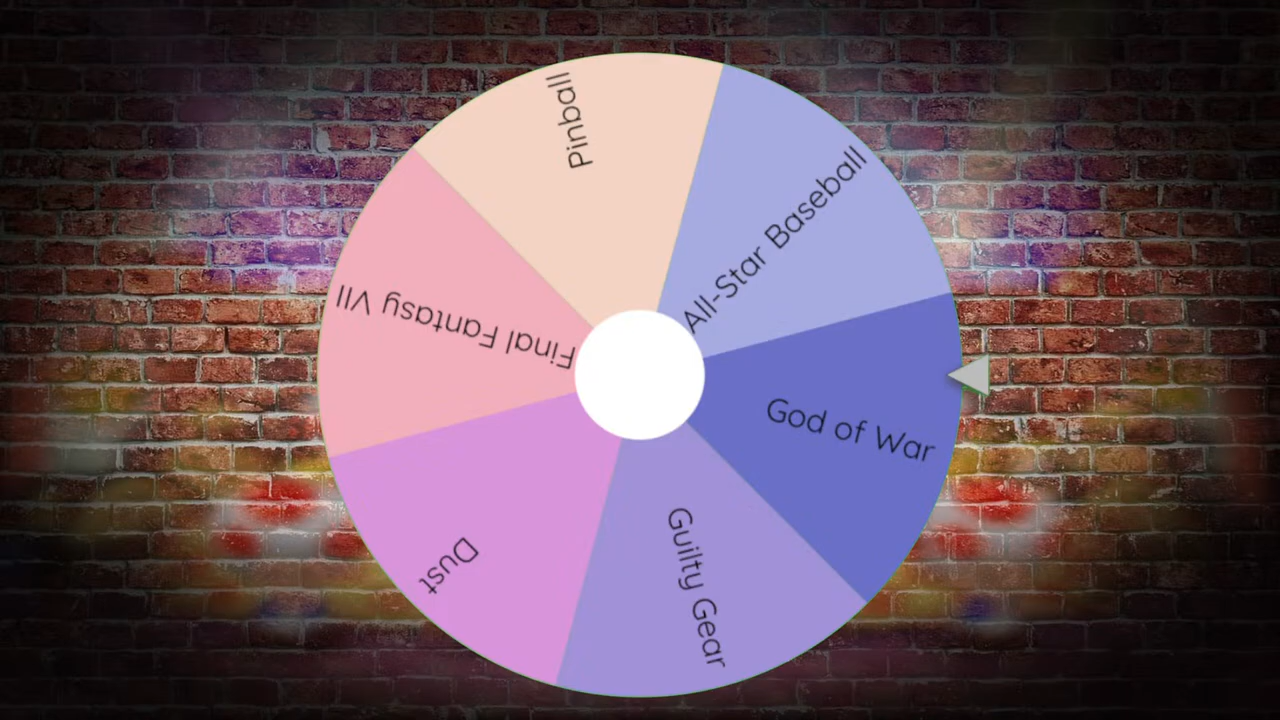 Pinball
All-Star Baseball
God of War
Guilty Gear
Dust
Final Fantasy VII